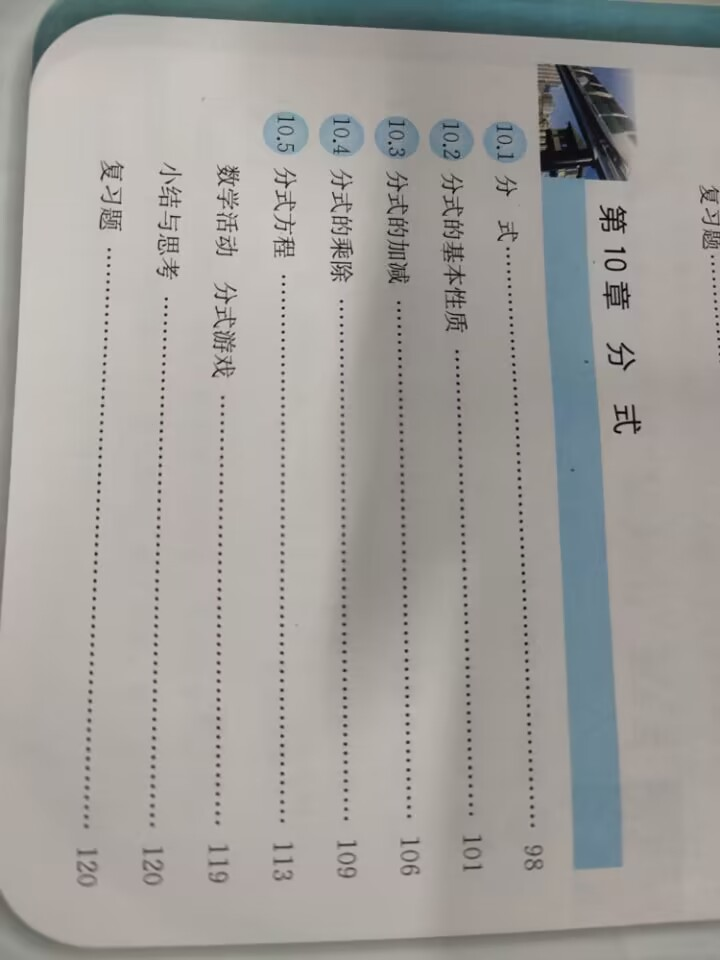 复习题
第10章 分 式
10.1 分 式 98
10.2 分式的基本性质 101
10.3 分式的加减 106
10.4 分式的乘除 109
10.5 分式方程 113
数学活动 分式游戏 119
小结与思考 120
复习题 120